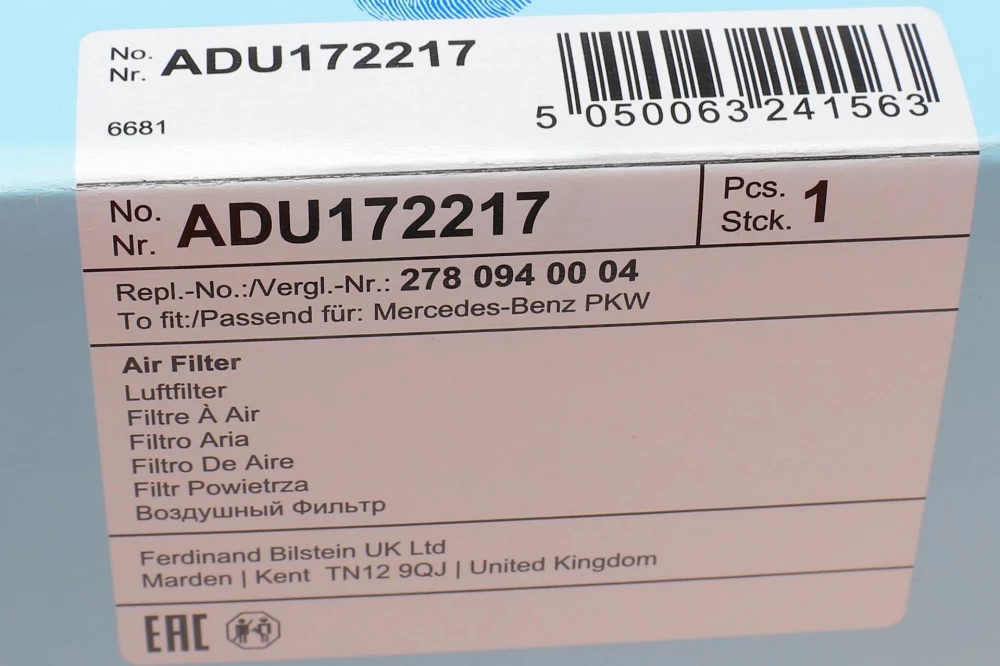 No.
Nr. ADU172217
6681
5 050063 241563
No.
Nr. ADU172217
Pcs.
Stck. 1
Repl.-No.:/Vergl.-Nr.: 278 094 00 04
To fit:/Passend für: Mercedes-Benz PKW
Air Filter
Luftfilter
Filtre À Air
Filtro Aria
Filtro De Aire
Filtr Powietrza
Воздушный Фильтр
Ferdinand Bilstein UK Ltd
Marden | Kent TN12 9QJ | United Kingdom
EAC